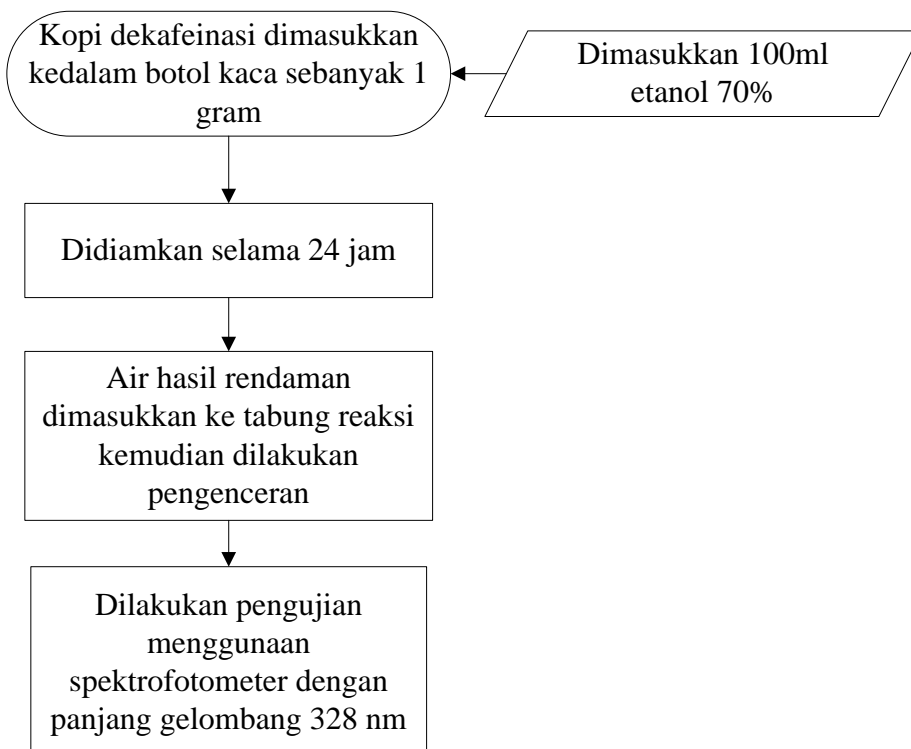 Kopi dekafeinasi dimasukkan
kedalam botol kaca sebanyak 1
gram
Dimasukkan 100ml
etanol 70%
Didiamkan selama 24 jam
Air hasil rendaman
dimasukkan ke tabung reaksi
kemudian dilakukan
pengenceran
Dilakukan pengujian
menggunaan
spektrofotometer dengan
panjang gelombang 328 nm